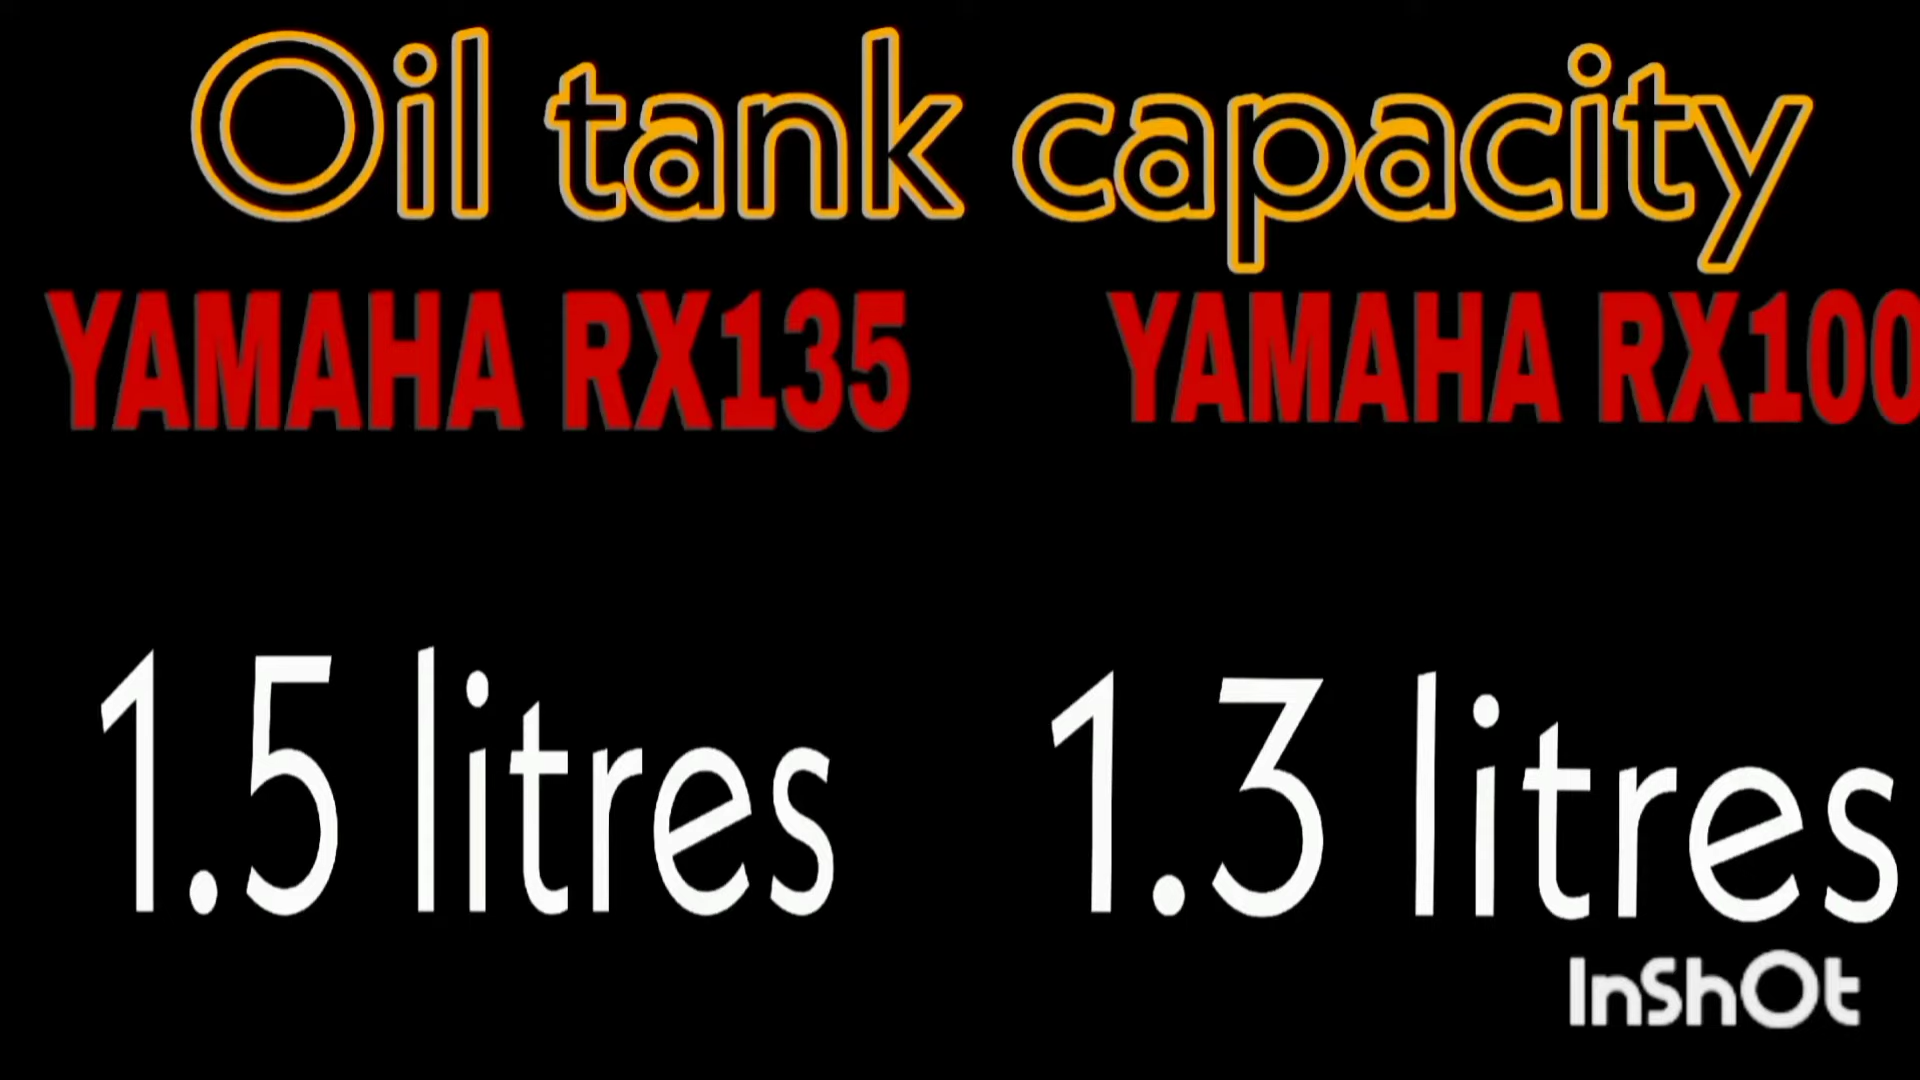 Oil tank capacity
YAMAHA RX135 YAMAHA RX100
1.5 litres 1.3 litres
InShOt